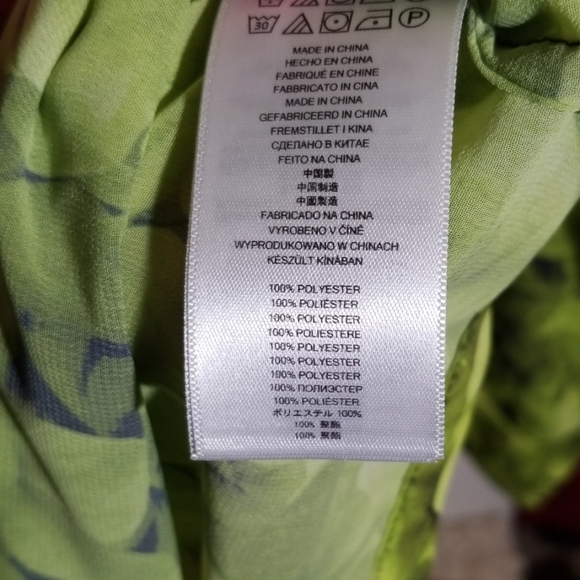 30 P
MADE IN CHINA
HECHO EN CHINA
FABRIQUÉ EN CHINE
FABBRICATO IN CINA
MADE IN CHINA
GEFABRICEERD IN CHINA
FREMSTILLET I KINA
СДЕЛАНО В КИТАЕ
FEITO NA CHINA
中国製
中国制造
中國製造
FABRICADO NA CHINA
VYROBENO V ČÍNĚ
WYPRODUKOWANO W CHINACH
KÉSZÜLT KÍNÁBAN
100% POLYESTER
100% POLIÉSTER
100% POLYESTER
100% POLIESTERE
100% POLYESTER
100% POLYESTER
100% POLYESTER
100% ПОЛИЭСТЕР
100% POLIÉSTER
ポリエステル 100%
100% 聚酯
100% 聚酯